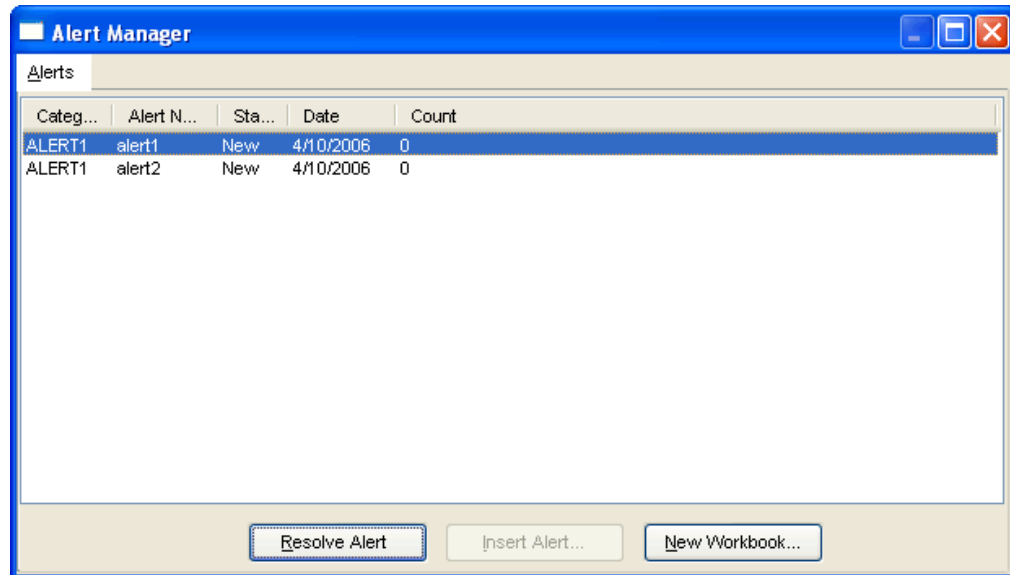 Alert Manager
Alerts
Categ... Alert N... Sta... Date Count
ALERT1 alert1 New 4/10/2006 0
ALERT1 alert2 New 4/10/2006 0
Resolve Alert Insert Alert... New Workbook...